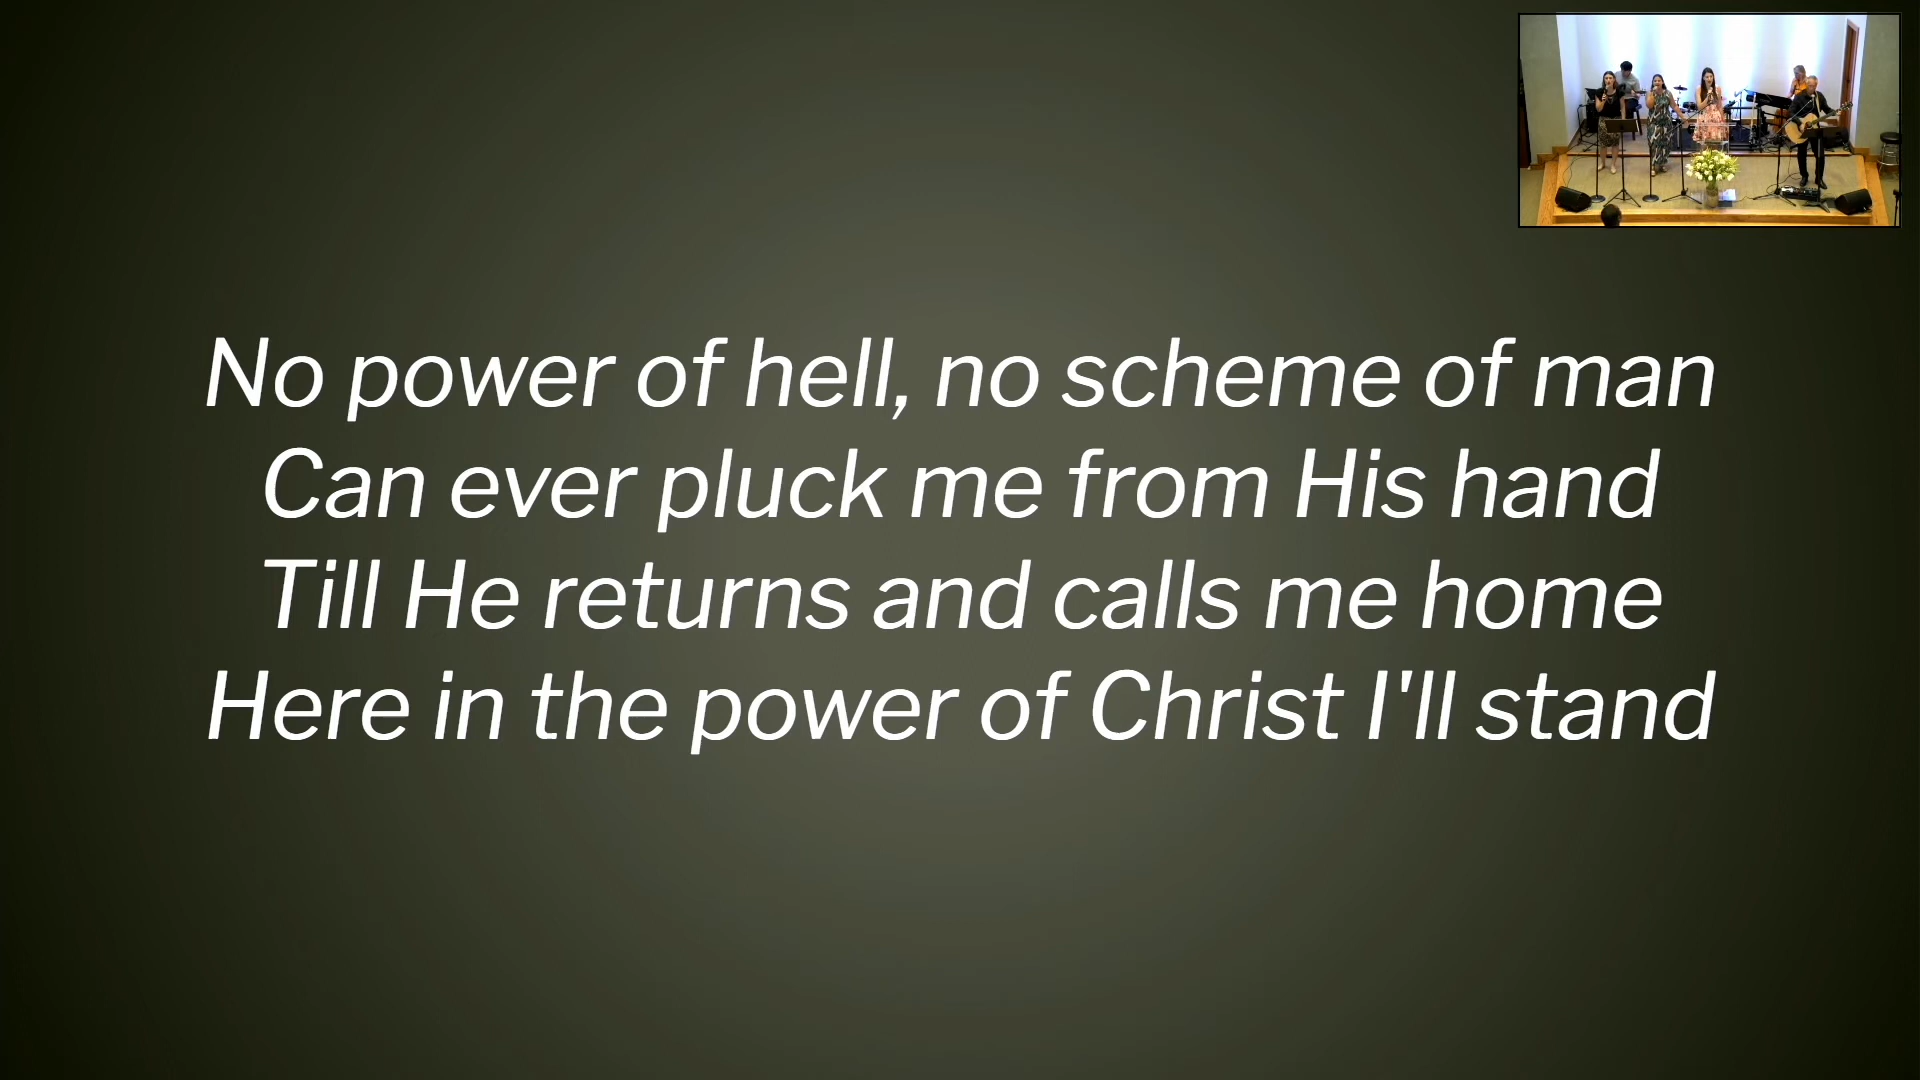 No power of hell, no scheme of man
Can ever pluck me from His hand
Till He returns and calls me home
Here in the power of Christ I'll stand